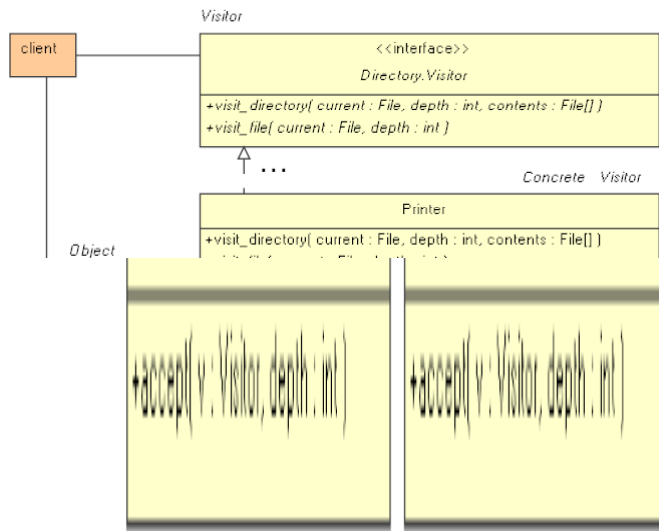 Visitor
client
<<interface>>
Directory.Visitor
+visit_directory( current : File, depth : int, contents : File[] )
+visit_file( current : File, depth : int )
...
Concrete Visitor
Printer
+visit_directory( current : File, depth : int, contents : File[] )
Object
+accept( v : Visitor, depth : int )
+accept( v : Visitor, depth : int )